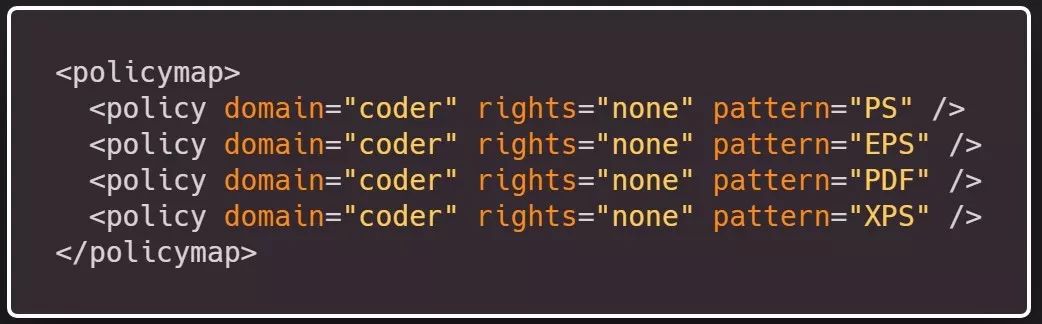 <policymap>
  <policy domain="coder" rights="none" pattern="PS" />
  <policy domain="coder" rights="none" pattern="EPS" />
  <policy domain="coder" rights="none" pattern="PDF" />
  <policy domain="coder" rights="none" pattern="XPS" />
</policymap>